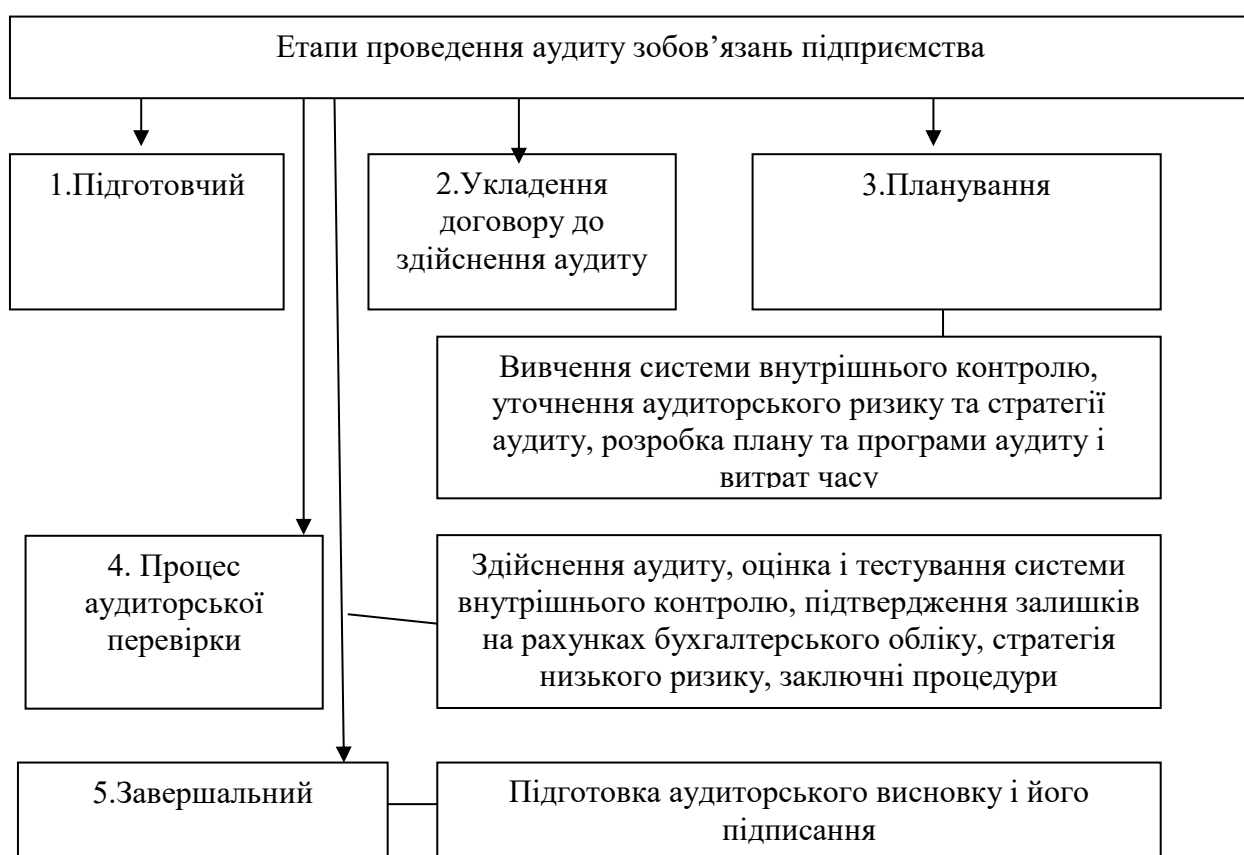 Етапи проведення аудиту зобов’язань підприємства
1.Підготовчий
2.Укладення
договору до
здійснення аудиту
3.Планування
Вивчення системи внутрішнього контролю,
уточнення аудиторського ризику та стратегії
аудиту, розробка плану та програми аудиту і
витрат часу
4. Процес
аудиторської
перевірки
Здійснення аудиту, оцінка і тестування системи
внутрішнього контролю, підтвердження залишків
на рахунках бухгалтерського обліку, стратегія
низького ризику, заключні процедури
5.Завершальний
Підготовка аудиторського висновку і його
підписання